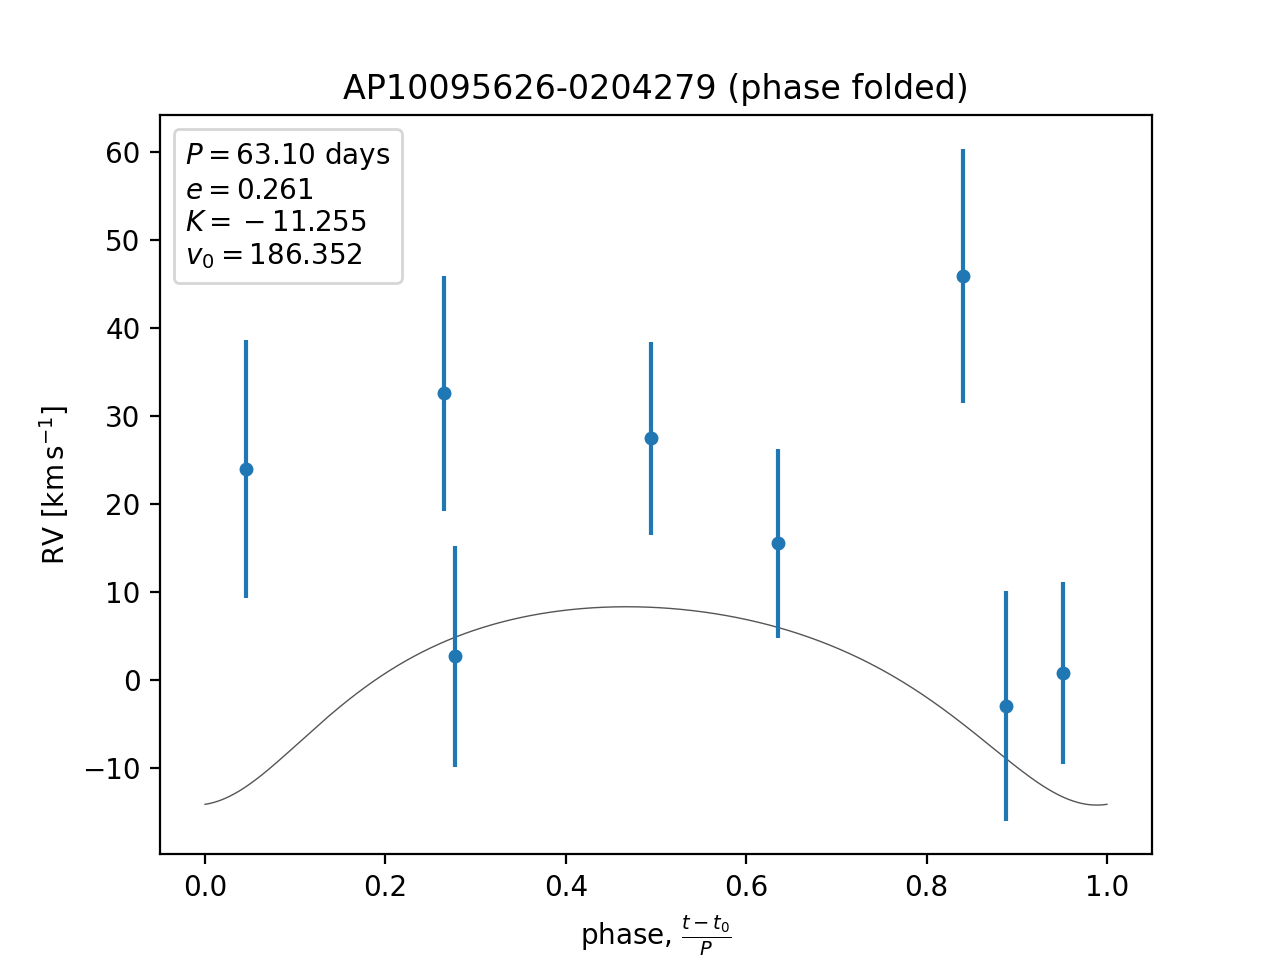 AP10095626-0204279 (phase folded)
P = 63.10 days
e = 0.261
K = −11.255
v₀ = 186.352
60
50
40
30
20
10
0
−10
RV [km s⁻¹]
0.0 0.2 0.4 0.6 0.8 1.0
phase, (t − t₀)/P